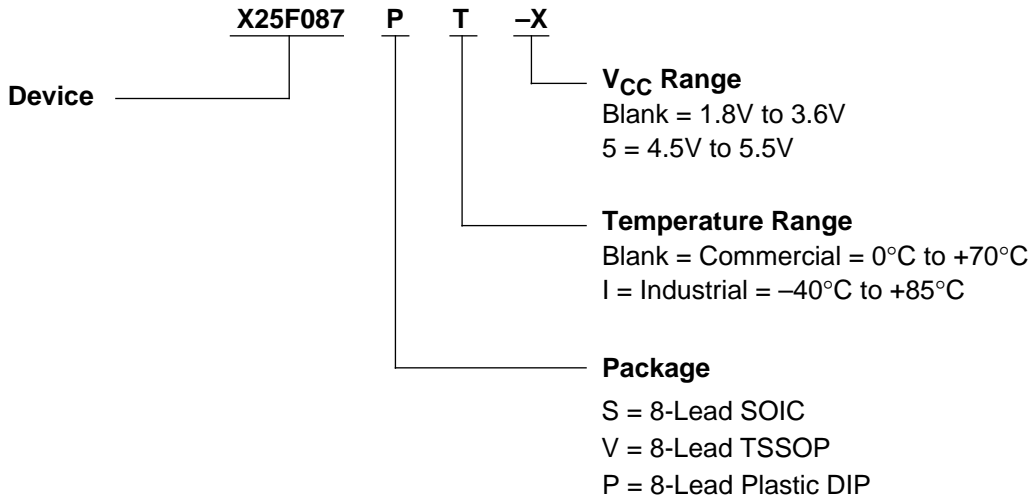 X25F087 P T –X
Device
VCC Range
Blank = 1.8V to 3.6V
5 = 4.5V to 5.5V
Temperature Range
Blank = Commercial = 0°C to +70°C
I = Industrial = –40°C to +85°C
Package
S = 8-Lead SOIC
V = 8-Lead TSSOP
P = 8-Lead Plastic DIP